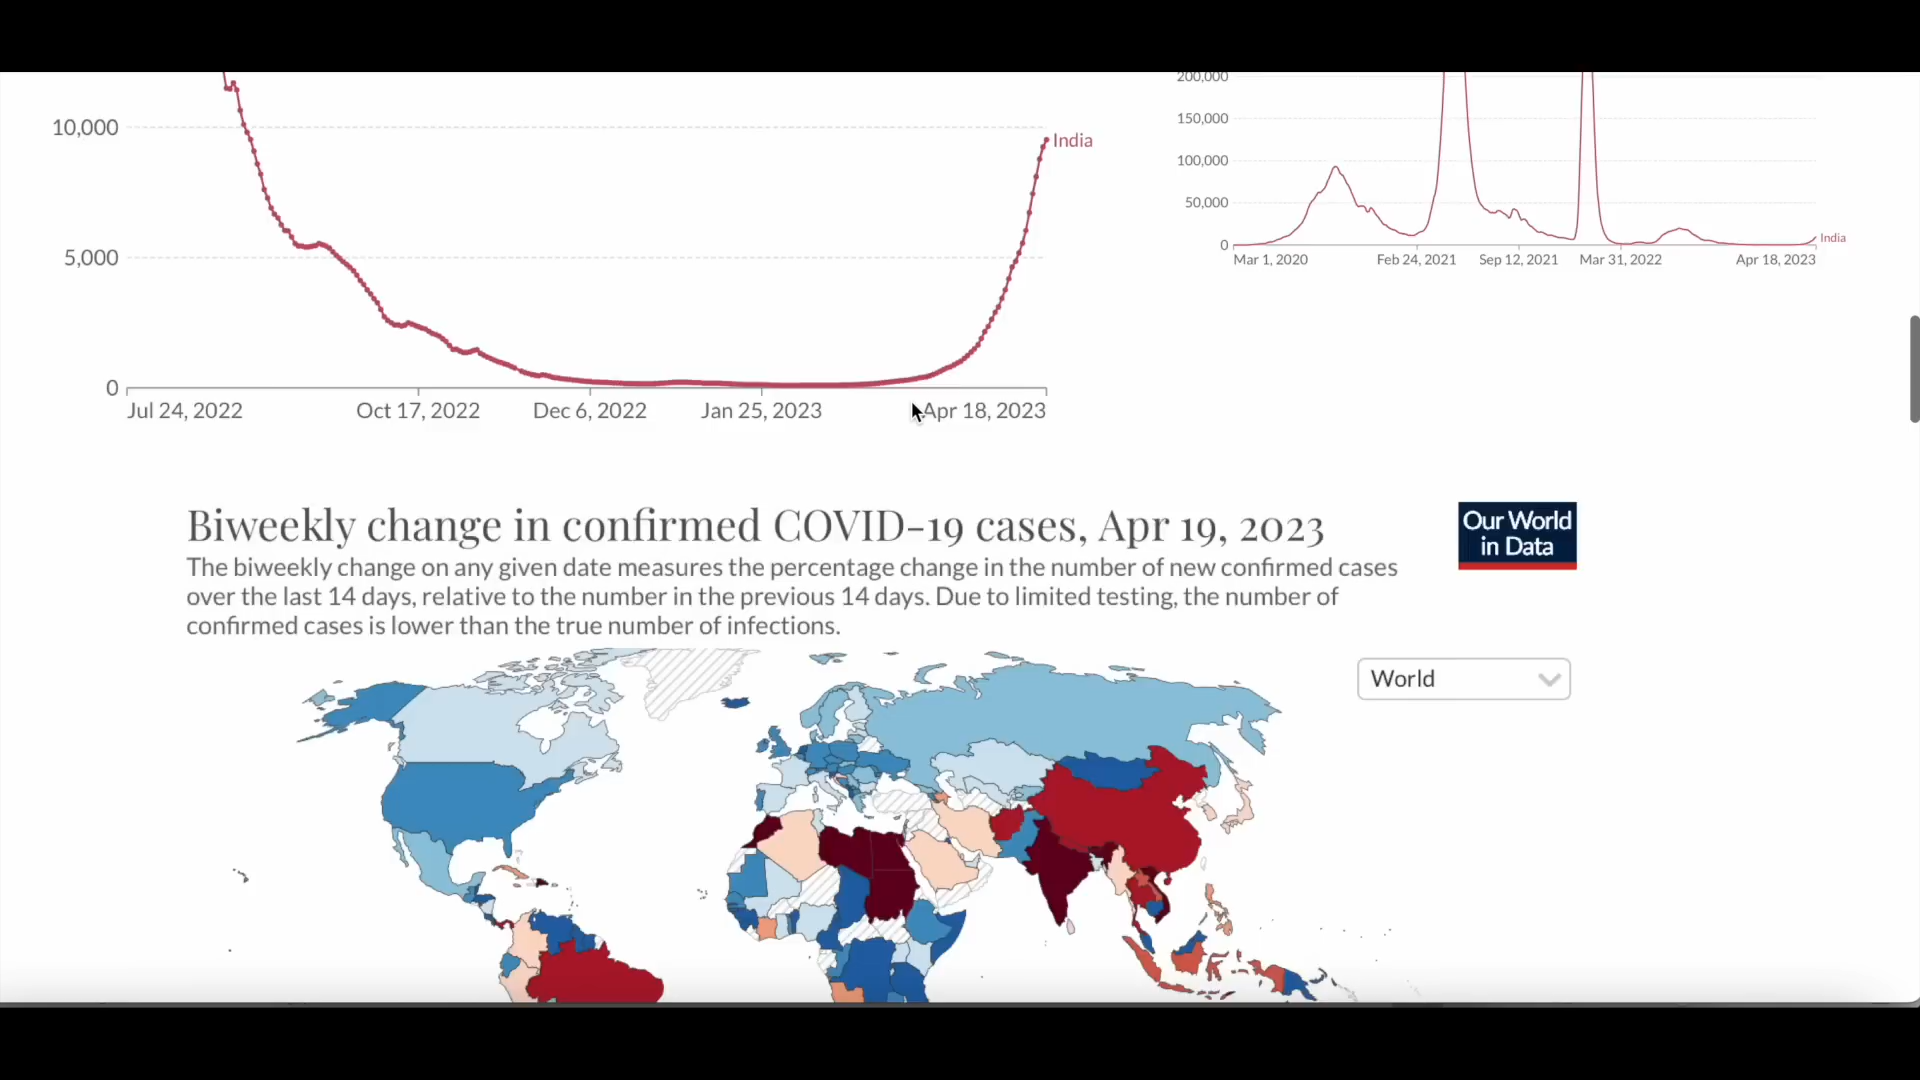 10,000
India
5,000
0
Jul 24, 2022 Oct 17, 2022 Dec 6, 2022 Jan 25, 2023 Apr 18, 2023
200,000
150,000
100,000
50,000
0
India
Mar 1, 2020 Feb 24, 2021 Sep 12, 2021 Mar 31, 2022 Apr 18, 2023
Biweekly change in confirmed COVID-19 cases, Apr 19, 2023
Our World
in Data
The biweekly change on any given date measures the percentage change in the number of new confirmed cases
over the last 14 days, relative to the number in the previous 14 days. Due to limited testing, the number of
confirmed cases is lower than the true number of infections.
World